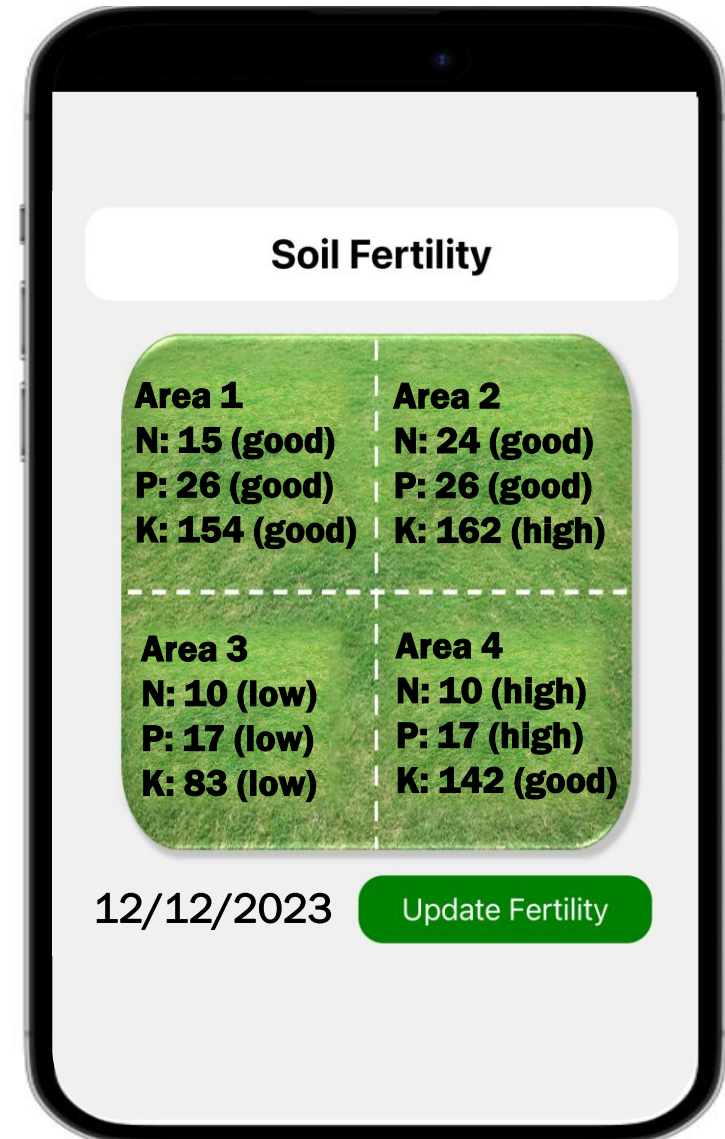 Soil Fertility
Area 1
N: 15 (good)
P: 26 (good)
K: 154 (good)
Area 2
N: 24 (good)
P: 26 (good)
K: 162 (high)
Area 3
N: 10 (low)
P: 17 (low)
K: 83 (low)
Area 4
N: 10 (high)
P: 17 (high)
K: 142 (good)
12/12/2023
Update Fertility